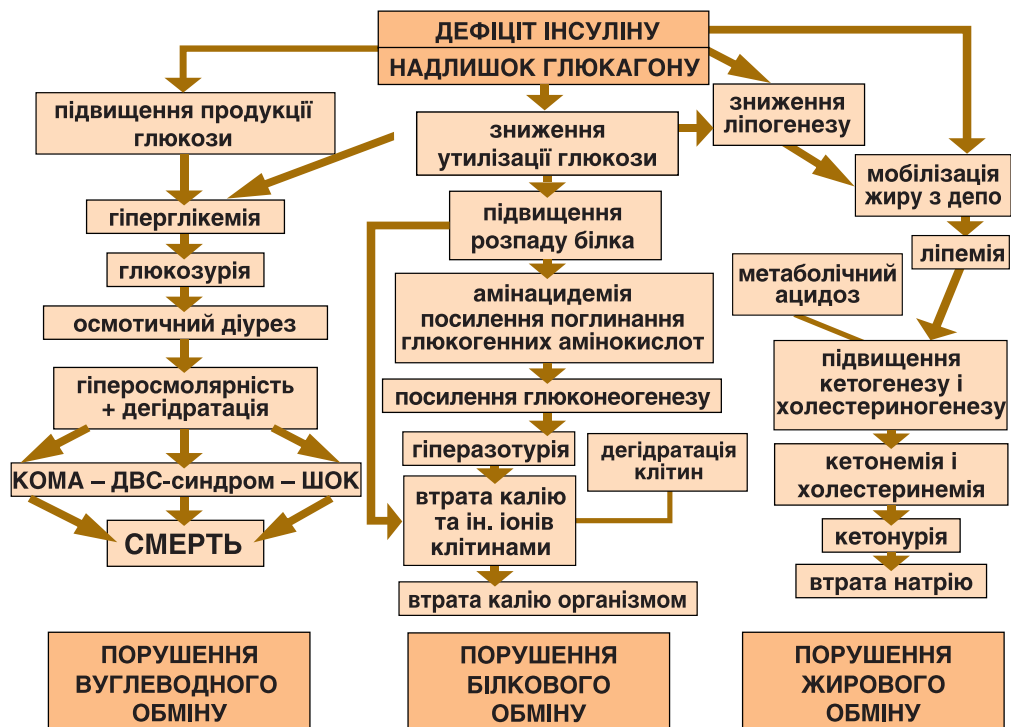 ДЕФІЦИТ ІНСУЛІНУ
НАДЛИШОК ГЛЮКАГОНУ
підвищення продукції
глюкози
гіперглікемія
глюкозурія
осмотичний діурез
гіперосмолярність
+ дегідратація
КОМА – ДВС-синдром – ШОК
СМЕРТЬ
ПОРУШЕННЯ
ВУГЛЕВОДНОГО
ОБМІНУ
зниження
утилізації глюкози
підвищення
розпаду білка
амінацидемія
посилення поглинання
глюкогенних амінокислот
посилення глюконеогенезу
гіперазотурія
дегідратація
клітин
втрата калію
та ін. іонів
клітинами
втрата калію організмом
ПОРУШЕННЯ
БІЛКОВОГО
ОБМІНУ
зниження
ліпогенезу
мобілізація
жиру з депо
ліпемія
метаболічний
ацидоз
підвищення
кетогенезу і
холестериногенезу
кетонемія і
холестеринемія
кетонурія
втрата натрію
ПОРУШЕННЯ
ЖИРОВОГО
ОБМІНУ